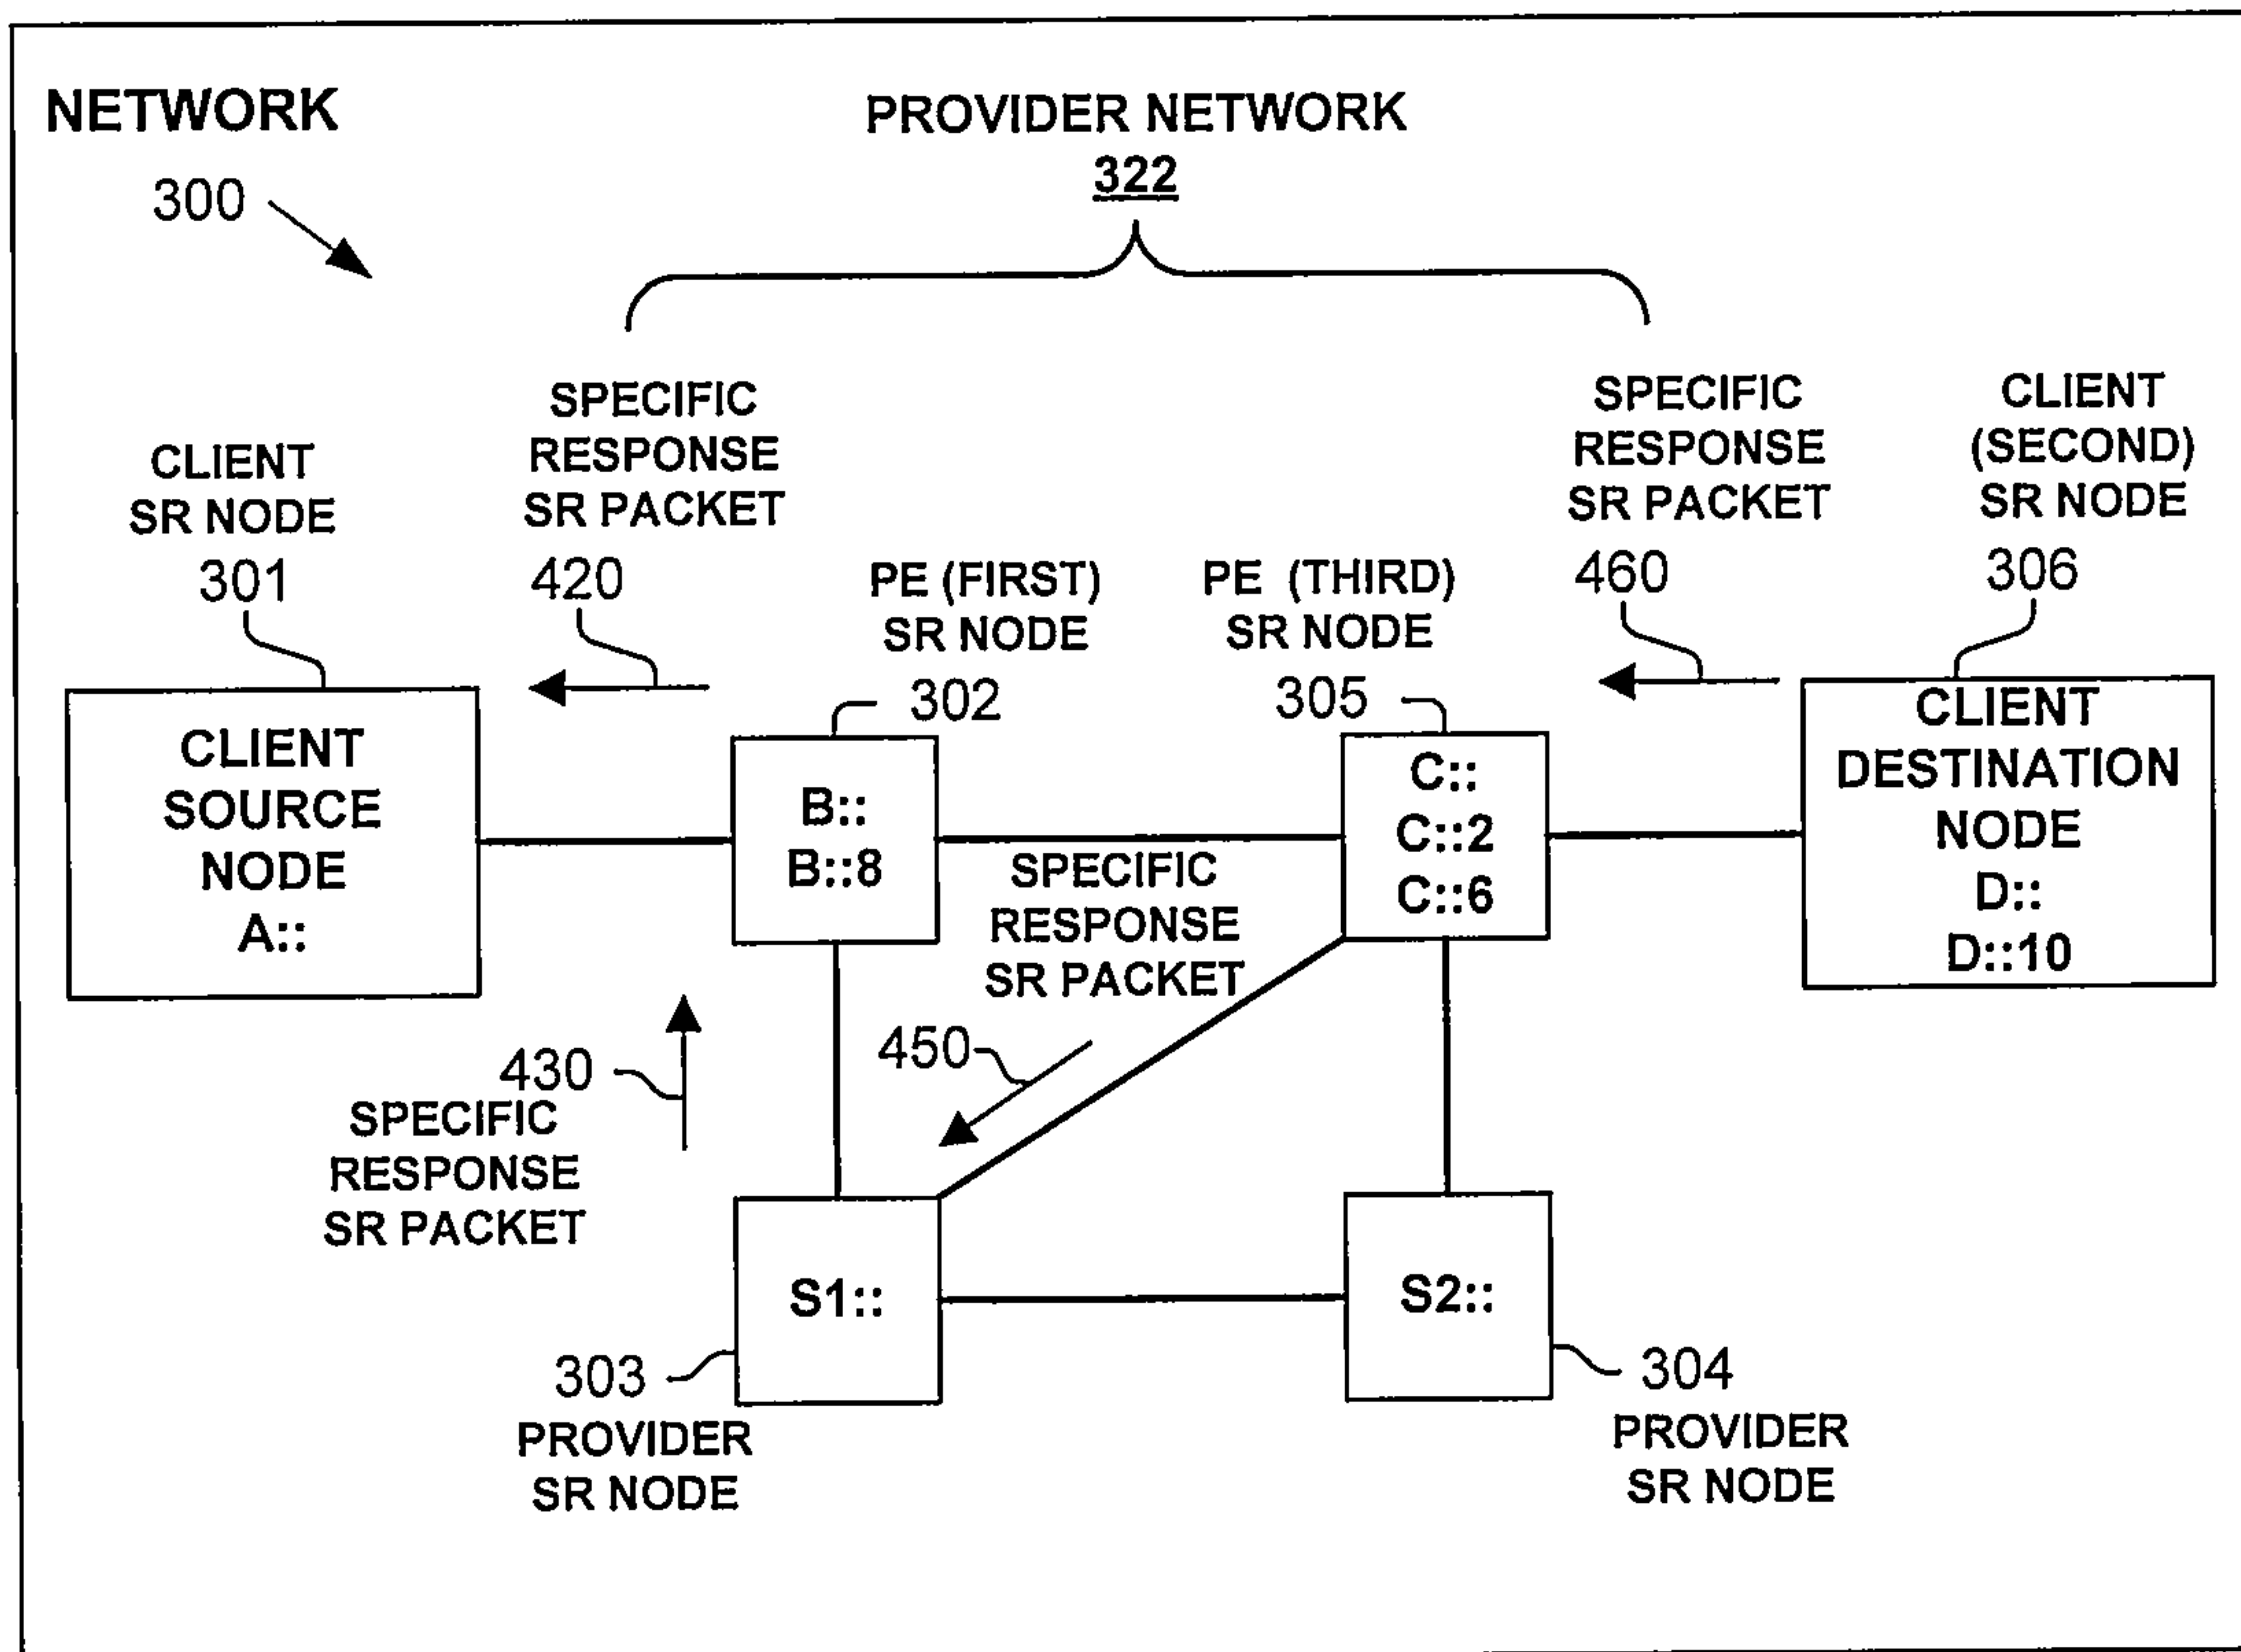 NETWORK
300
PROVIDER NETWORK
322
CLIENT
SR NODE
301
SPECIFIC
RESPONSE
SR PACKET
420
SPECIFIC
RESPONSE
SR PACKET
460
CLIENT
(SECOND)
SR NODE
306
PE (FIRST)
SR NODE
302
PE (THIRD)
SR NODE
305
CLIENT
SOURCE
NODE
A::
B::
B::8
C::
C::2
C::6
CLIENT
DESTINATION
NODE
D::
D::10
SPECIFIC
RESPONSE
SR PACKET
450
430
SPECIFIC
RESPONSE
SR PACKET
S1::
S2::
303
PROVIDER
SR NODE
304
PROVIDER
SR NODE